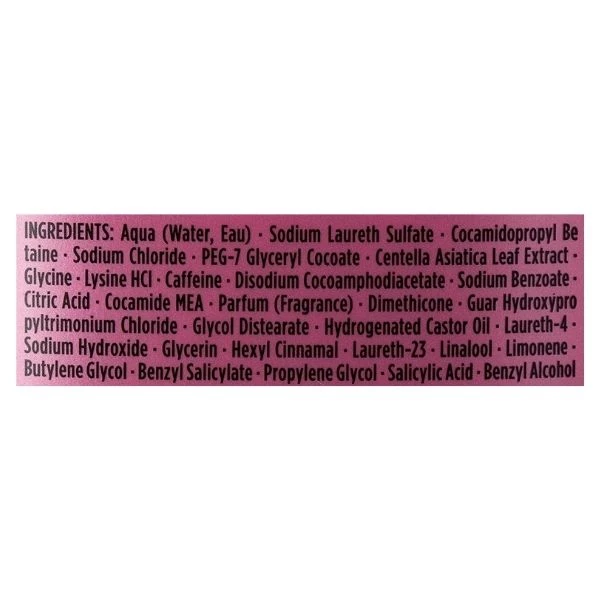 INGREDIENTS: Aqua (Water, Eau) · Sodium Laureth Sulfate · Cocamidopropyl Be
taine · Sodium Chloride · PEG-7 Glyceryl Cocoate · Centella Asiatica Leaf Extract ·
Glycine · Lysine HCl · Caffeine · Disodium Cocoamphodiacetate · Sodium Benzoate ·
Citric Acid · Cocamide MEA · Parfum (Fragrance) · Dimethicone · Guar Hydroxypro
pyltrimonium Chloride · Glycol Distearate · Hydrogenated Castor Oil · Laureth-4 ·
Sodium Hydroxide · Glycerin · Hexyl Cinnamal · Laureth-23 · Linalool · Limonene ·
Butylene Glycol · Benzyl Salicylate · Propylene Glycol · Salicylic Acid · Benzyl Alcohol